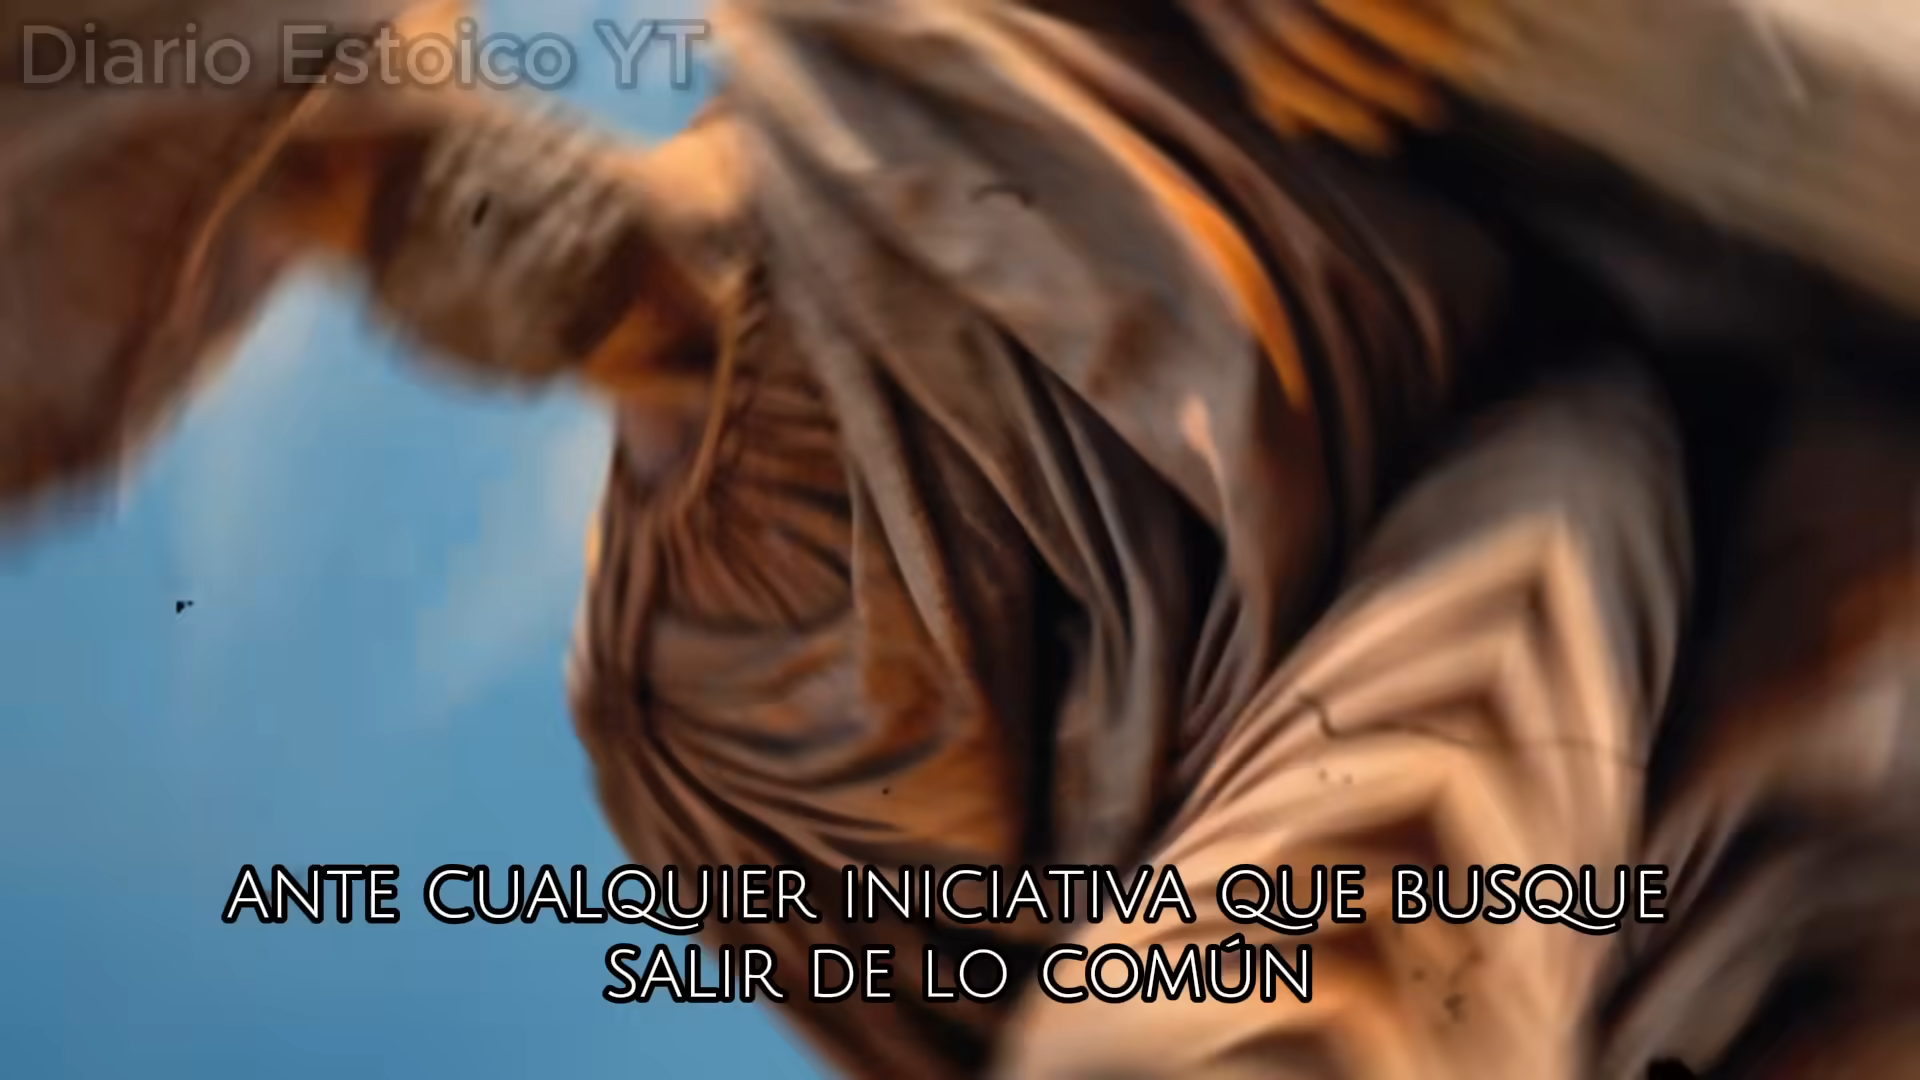 Diario Estoico YT
ANTE CUALQUIER INICIATIVA QUE BUSQUE
SALIR DE LO COMÚN